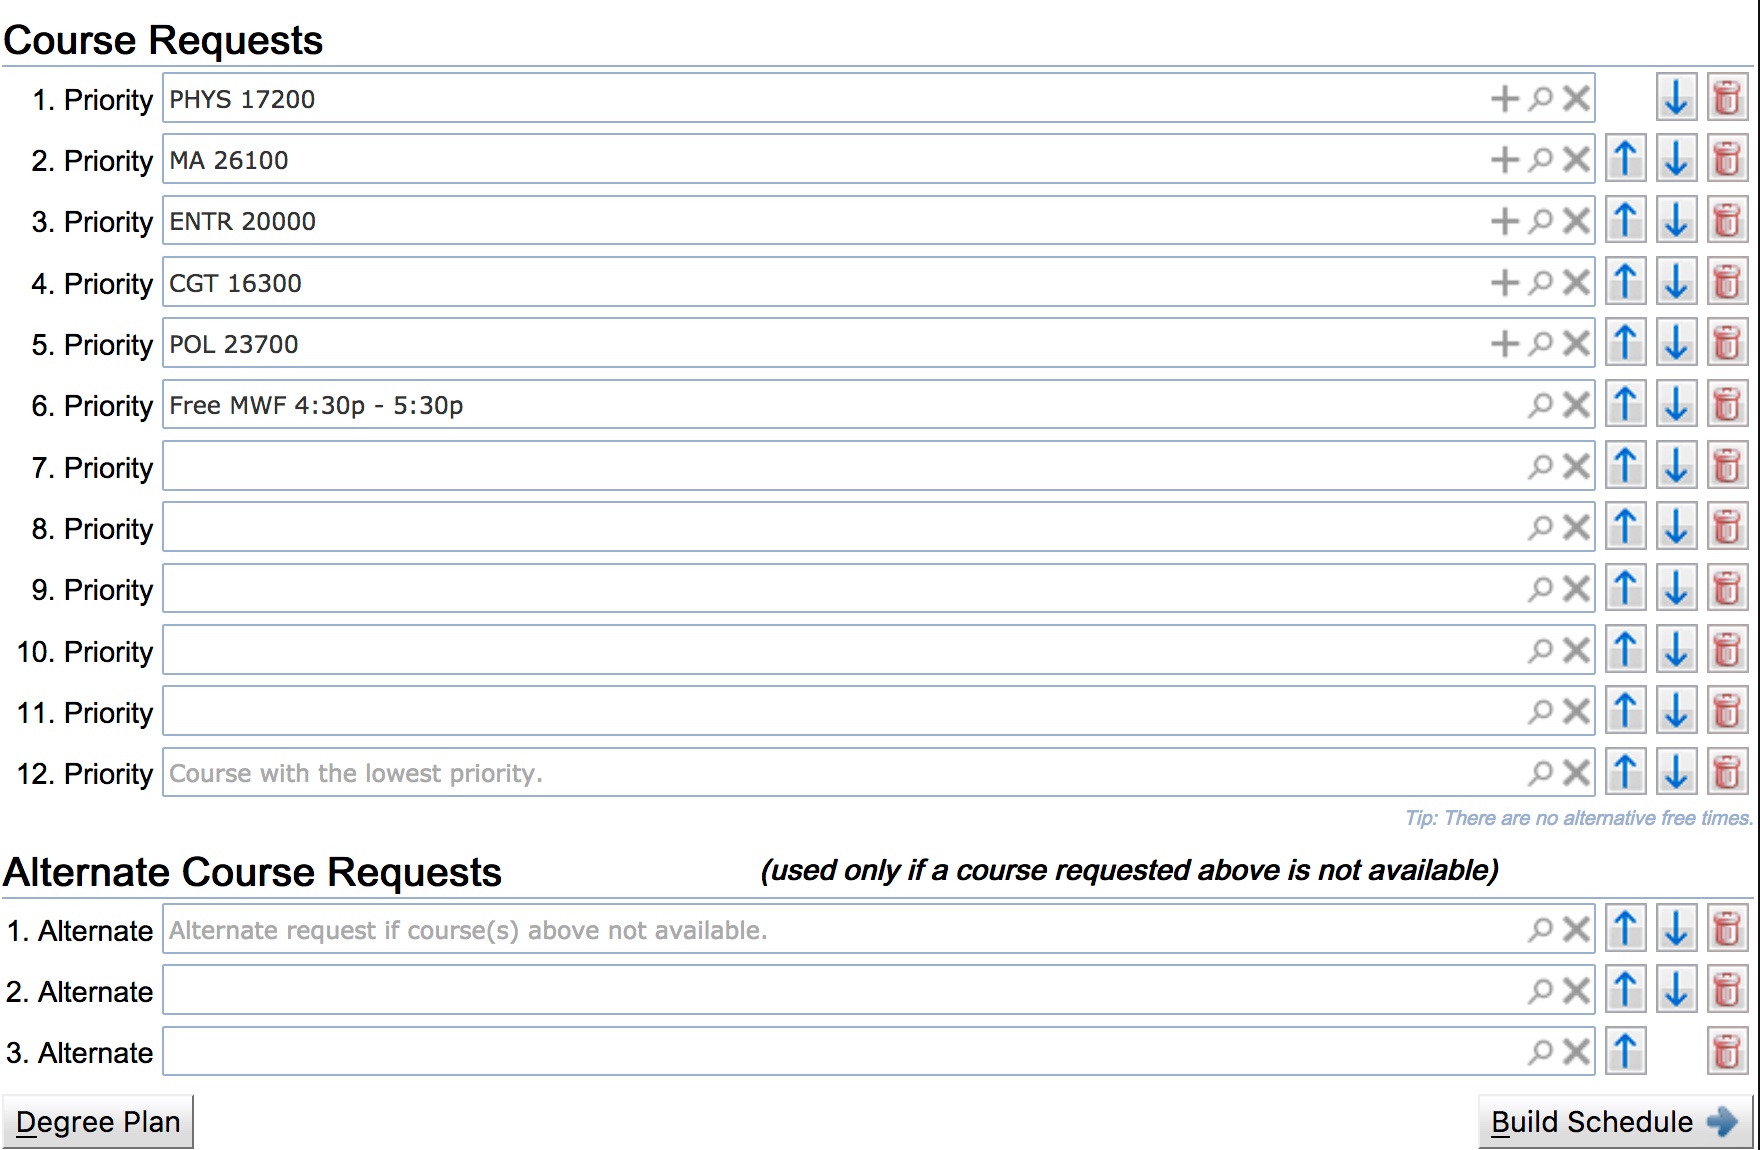 Course Requests
1. Priority PHYS 17200
2. Priority MA 26100
3. Priority ENTR 20000
4. Priority CGT 16300
5. Priority POL 23700
6. Priority Free MWF 4:30p - 5:30p
7. Priority
8. Priority
9. Priority
10. Priority
11. Priority
12. Priority Course with the lowest priority.
Tip: There are no alternative free times.
Alternate Course Requests (used only if a course requested above is not available)
1. Alternate Alternate request if course(s) above not available.
2. Alternate
3. Alternate
Degree Plan Build Schedule